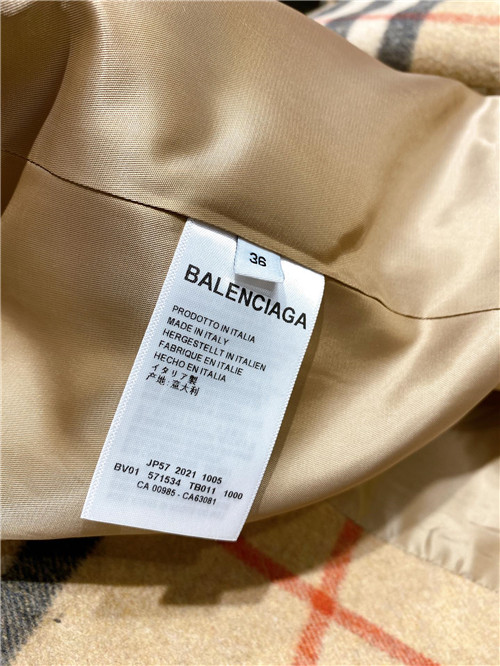 36
BALENCIAGA
PRODOTTO IN ITALIA
MADE IN ITALY
HERGESTELLT IN ITALIEN
FABRIQUE EN ITALIE
HECHO EN ITALIA
イタリア製
产地:意大利
JP57 2021 1005
BV01 571534 TB011 1000
CA 00985 - CA63081